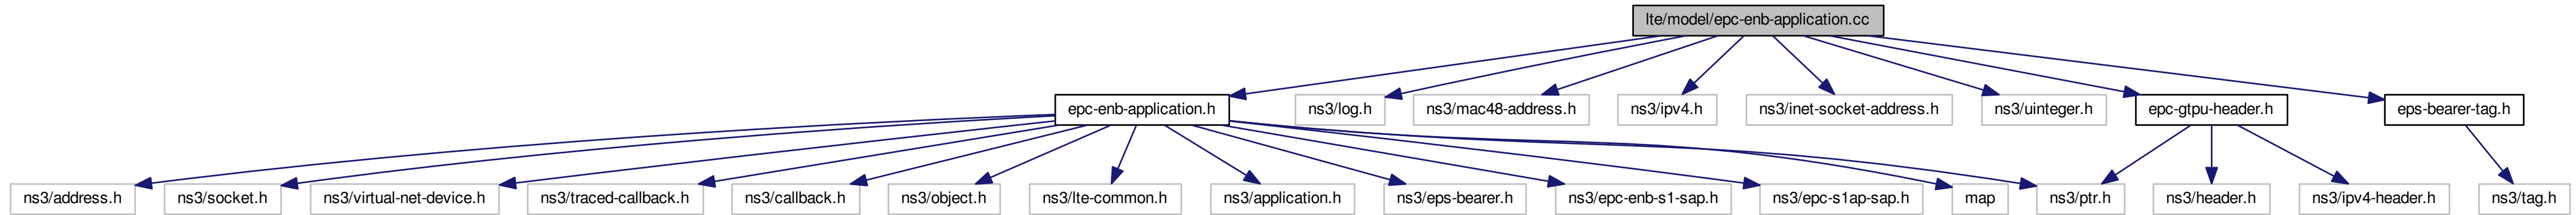 lte/model/epc-enb-application.cc
epc-enb-application.h
ns3/log.h
ns3/mac48-address.h
ns3/ipv4.h
ns3/inet-socket-address.h
ns3/uinteger.h
epc-gtpu-header.h
eps-bearer-tag.h
ns3/address.h
ns3/socket.h
ns3/virtual-net-device.h
ns3/traced-callback.h
ns3/callback.h
ns3/object.h
ns3/lte-common.h
ns3/application.h
ns3/eps-bearer.h
ns3/epc-enb-s1-sap.h
ns3/epc-s1ap-sap.h
map
ns3/ptr.h
ns3/header.h
ns3/ipv4-header.h
ns3/tag.h